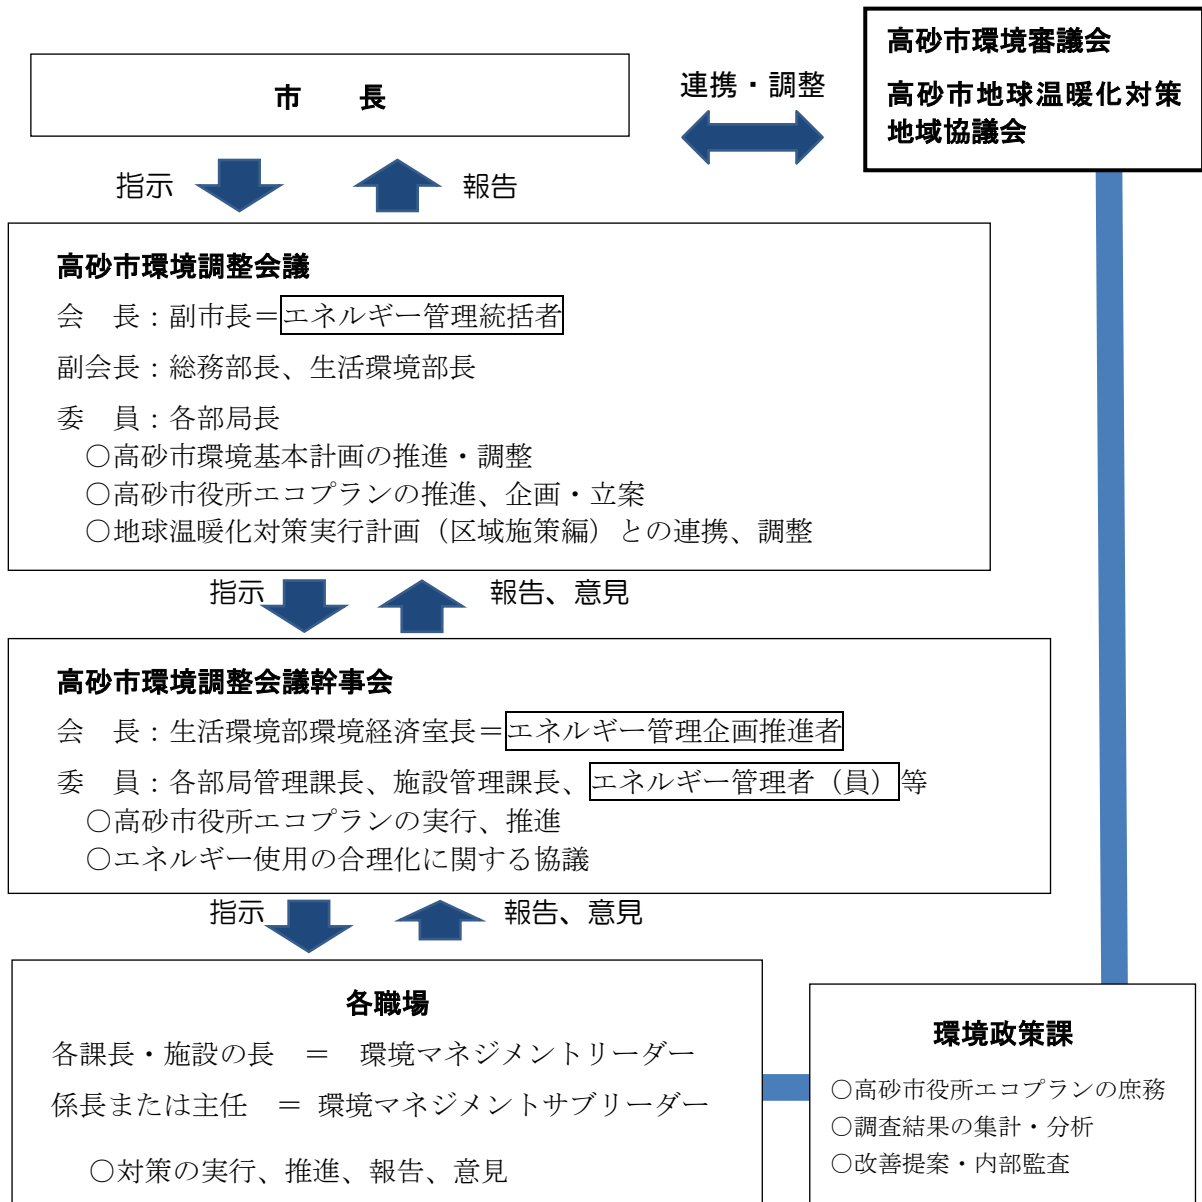 市　長
連携・調整
高砂市環境審議会
高砂市地球温暖化対策
地域協議会
指示
報告
高砂市環境調整会議
会　長：副市長＝エネルギー管理統括者
副会長：総務部長、生活環境部長
委　員：各部局長
○高砂市環境基本計画の推進・調整
○高砂市役所エコプランの推進、企画・立案
○地球温暖化対策実行計画（区域施策編）との連携、調整
指示
報告、意見
高砂市環境調整会議幹事会
会　長：生活環境部環境経済室長＝エネルギー管理企画推進者
委　員：各部局管理課長、施設管理課長、エネルギー管理者（員）等
○高砂市役所エコプランの実行、推進
○エネルギー使用の合理化に関する協議
指示
報告、意見
各職場
各課長・施設の長　＝　環境マネジメントリーダー
係長または主任　＝ 環境マネジメントサブリーダー
○対策の実行、推進、報告、意見
環境政策課
○高砂市役所エコプランの庶務
○調査結果の集計・分析
○改善提案・内部監査